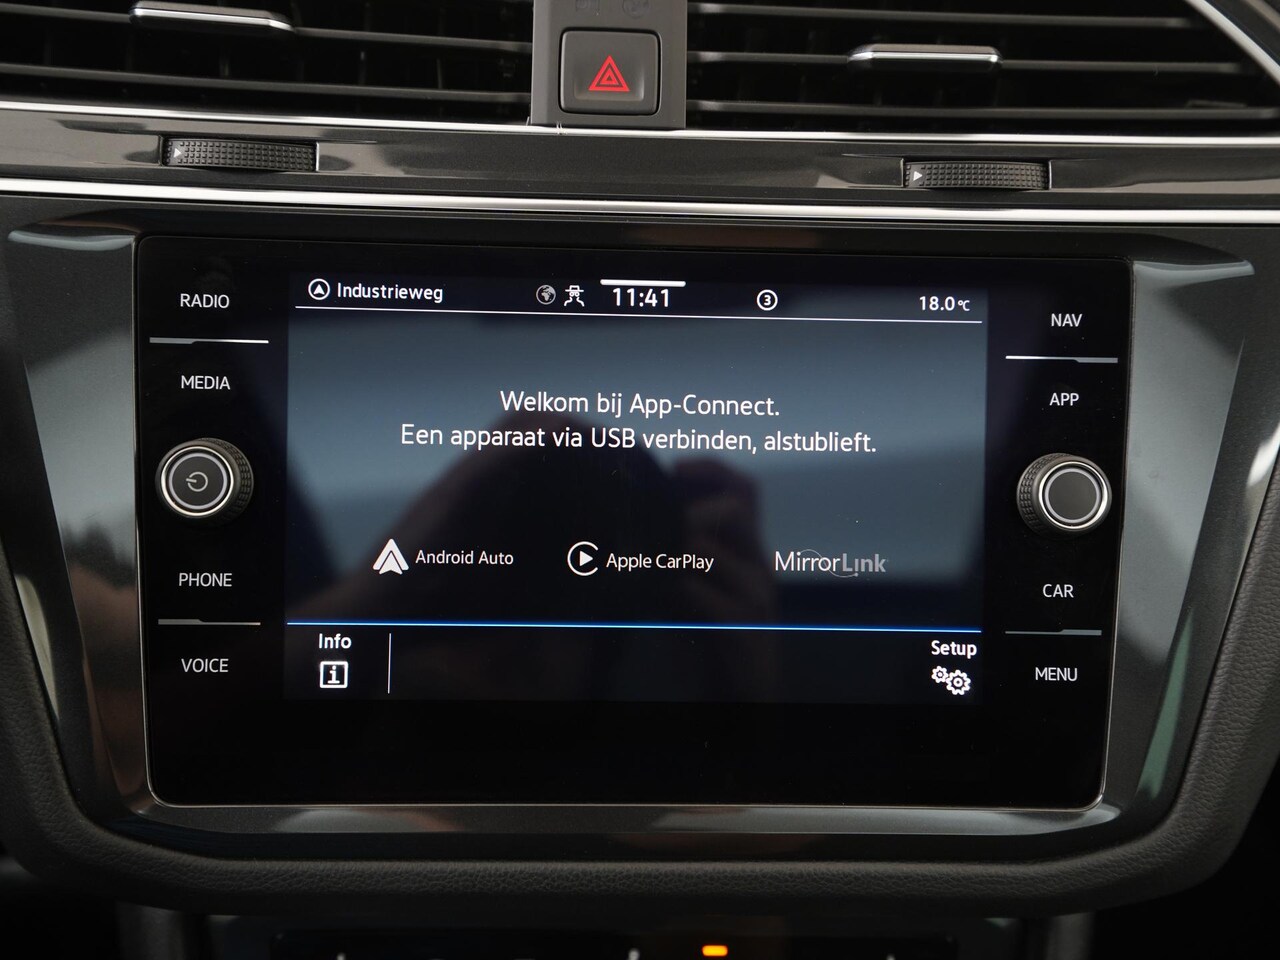 RADIO
MEDIA
PHONE
VOICE
Industrieweg 11:41 3 18.0°C
Welkom bij App-Connect.
Een apparaat via USB verbinden, alstublieft.
Android Auto Apple CarPlay MirrorLink
Info Setup
i
NAV
APP
CAR
MENU